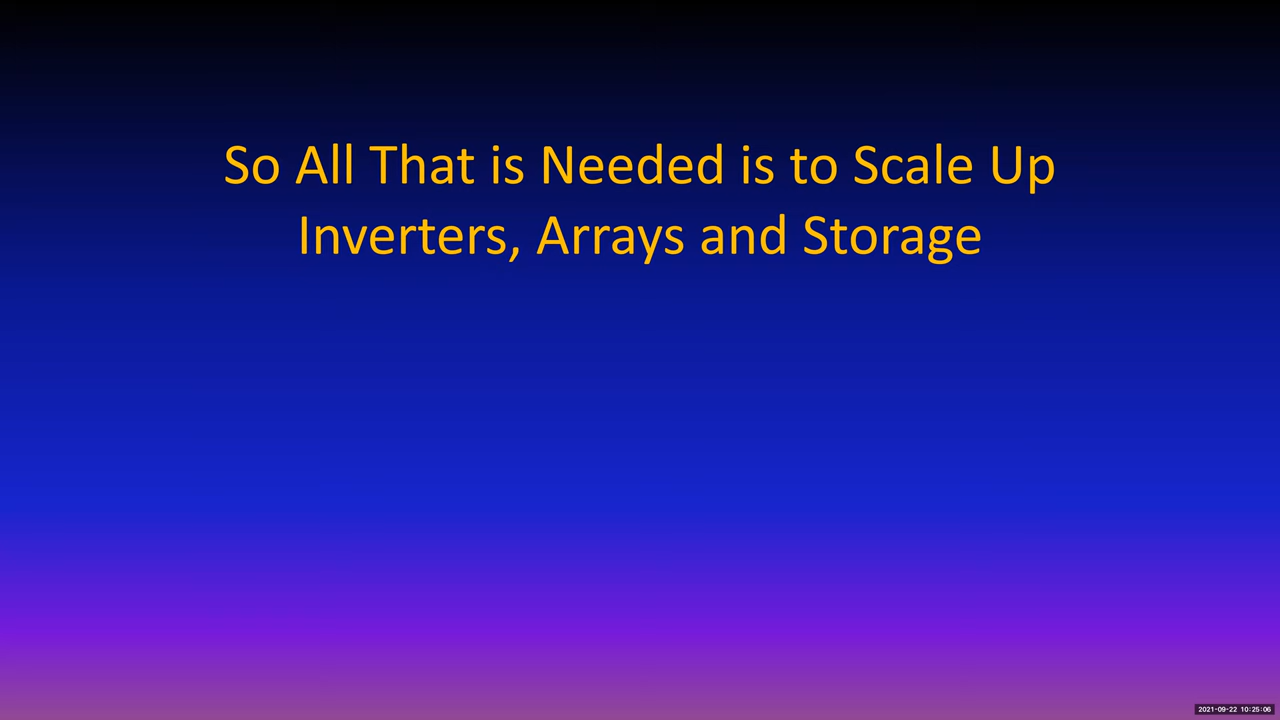 So All That is Needed is to Scale Up
Inverters, Arrays and Storage
2021-09-22 10:25:06